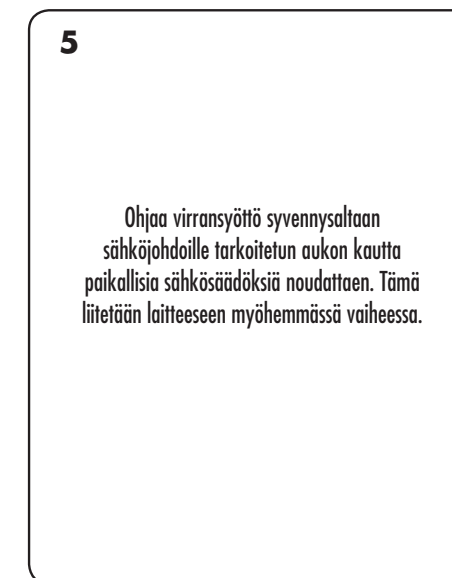 5
Ohjaa virransyöttö syvennysaltaan
sähköjohdoille tarkoitetun aukon kautta
paikallisia sähkösäädöksiä noudattaen. Tämä
liitetään laitteeseen myöhemmässä vaiheessa.